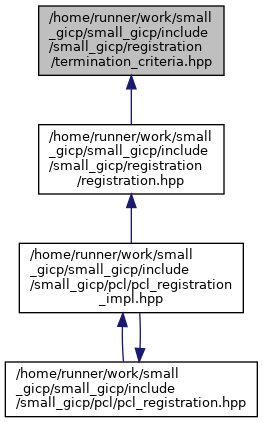 /home/runner/work/small
_gicp/small_gicp/include
/small_gicp/registration
/termination_criteria.hpp
/home/runner/work/small
_gicp/small_gicp/include
/small_gicp/registration
/registration.hpp
/home/runner/work/small
_gicp/small_gicp/include
/small_gicp/pcl/pcl_registration
_impl.hpp
/home/runner/work/small
_gicp/small_gicp/include
/small_gicp/pcl/pcl_registration.hpp